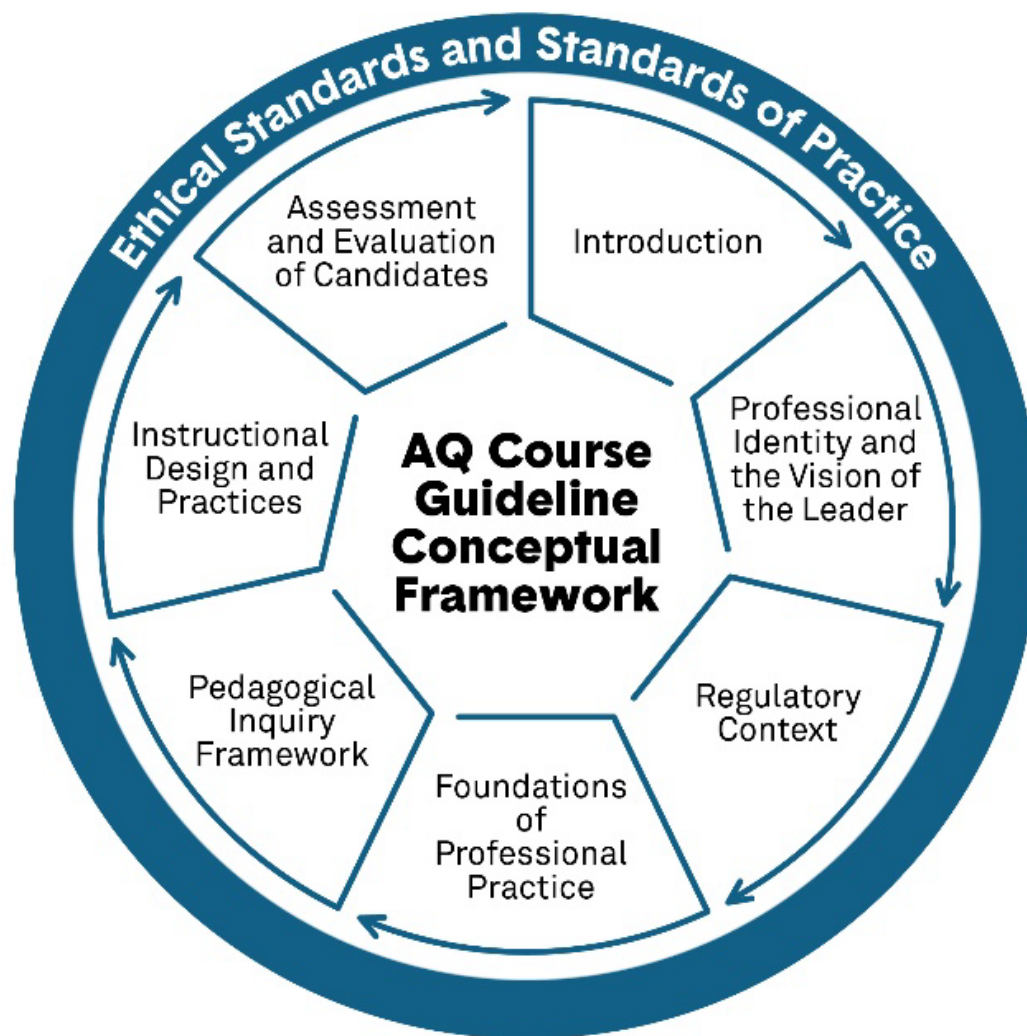 Ethical Standards and Standards of Practice
Assessment
and Evaluation
of Candidates
Introduction
Professional
Identity and
the Vision of
the Leader
Regulatory
Context
Foundations
of
Professional
Practice
Pedagogical
Inquiry
Framework
Instructional
Design and
Practices
AQ Course
Guideline
Conceptual
Framework